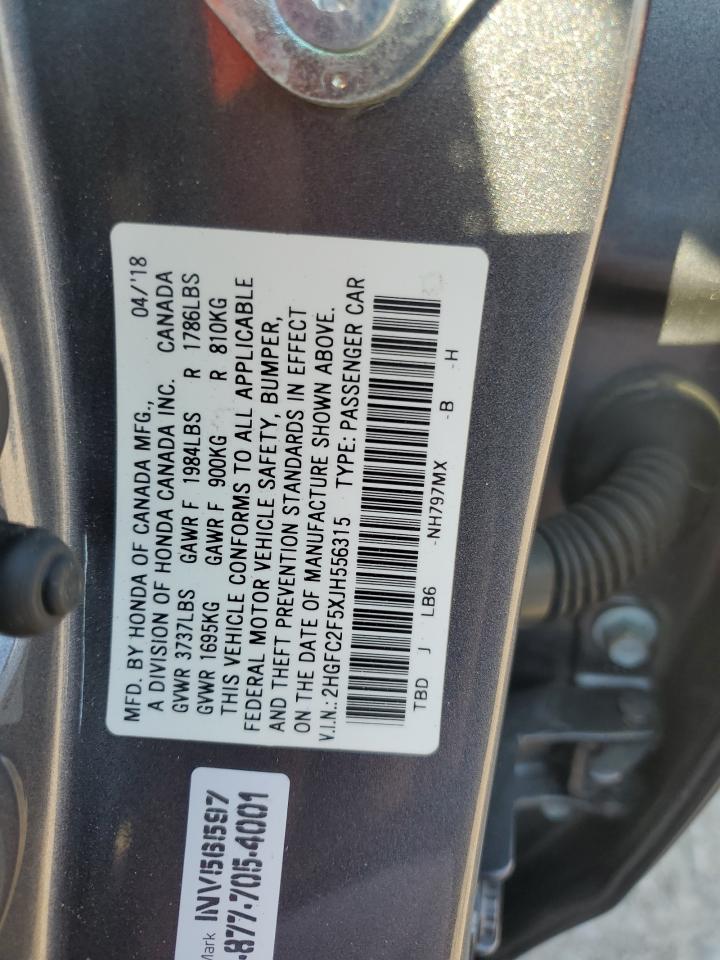 MFD. BY HONDA OF CANADA MFG., 04/'18
A DIVISION OF HONDA CANADA INC. CANADA
GVWR 3737LBS GAWR F 1984LBS R 1786LBS
GVWR 1695KG GAWR F 900KG R 810KG
THIS VEHICLE CONFORMS TO ALL APPLICABLE
FEDERAL MOTOR VEHICLE SAFETY, BUMPER,
AND THEFT PREVENTION STANDARDS IN EFFECT
ON THE DATE OF MANUFACTURE SHOWN ABOVE.
V.I.N.: 2HGFC2F5XJH556315 TYPE: PASSENGER CAR
TBD J LB6 -NH797MX -B -H
Mark INV56I597
-877-705-4001